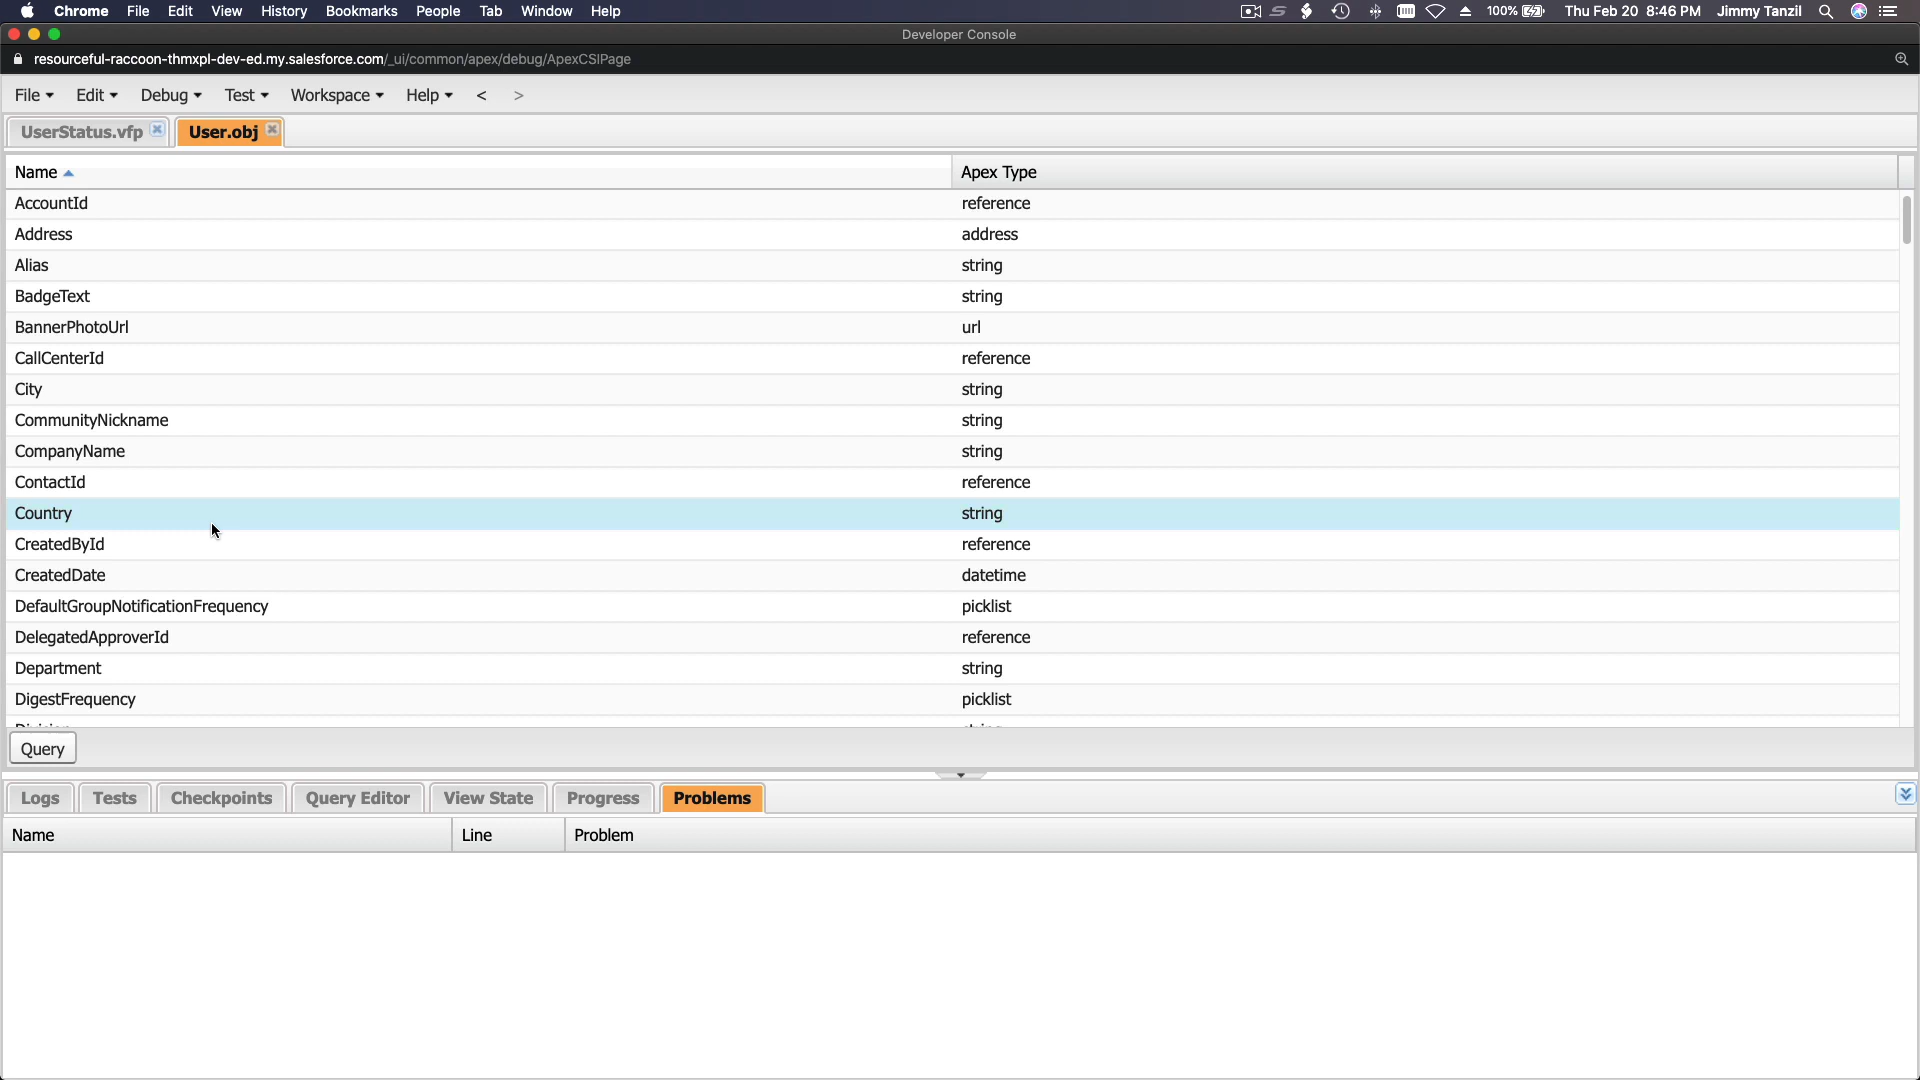 Chrome File Edit View History Bookmarks People Tab Window Help 100% Thu Feb 20 8:46 PM Jimmy Tanzil
Developer Console
resourceful-raccoon-thmxpl-dev-ed.my.salesforce.com/_ui/common/apex/debug/ApexCSIPage
File Edit Debug Test Workspace Help < >
UserStatus.vfp User.obj
Name Apex Type
AccountId reference
Address address
Alias string
BadgeText string
BannerPhotoUrl url
CallCenterId reference
City string
CommunityNickname string
CompanyName string
ContactId reference
Country string
CreatedById reference
CreatedDate datetime
DefaultGroupNotificationFrequency picklist
DelegatedApproverId reference
Department string
DigestFrequency picklist
Query
Logs Tests Checkpoints Query Editor View State Progress Problems
Name Line Problem